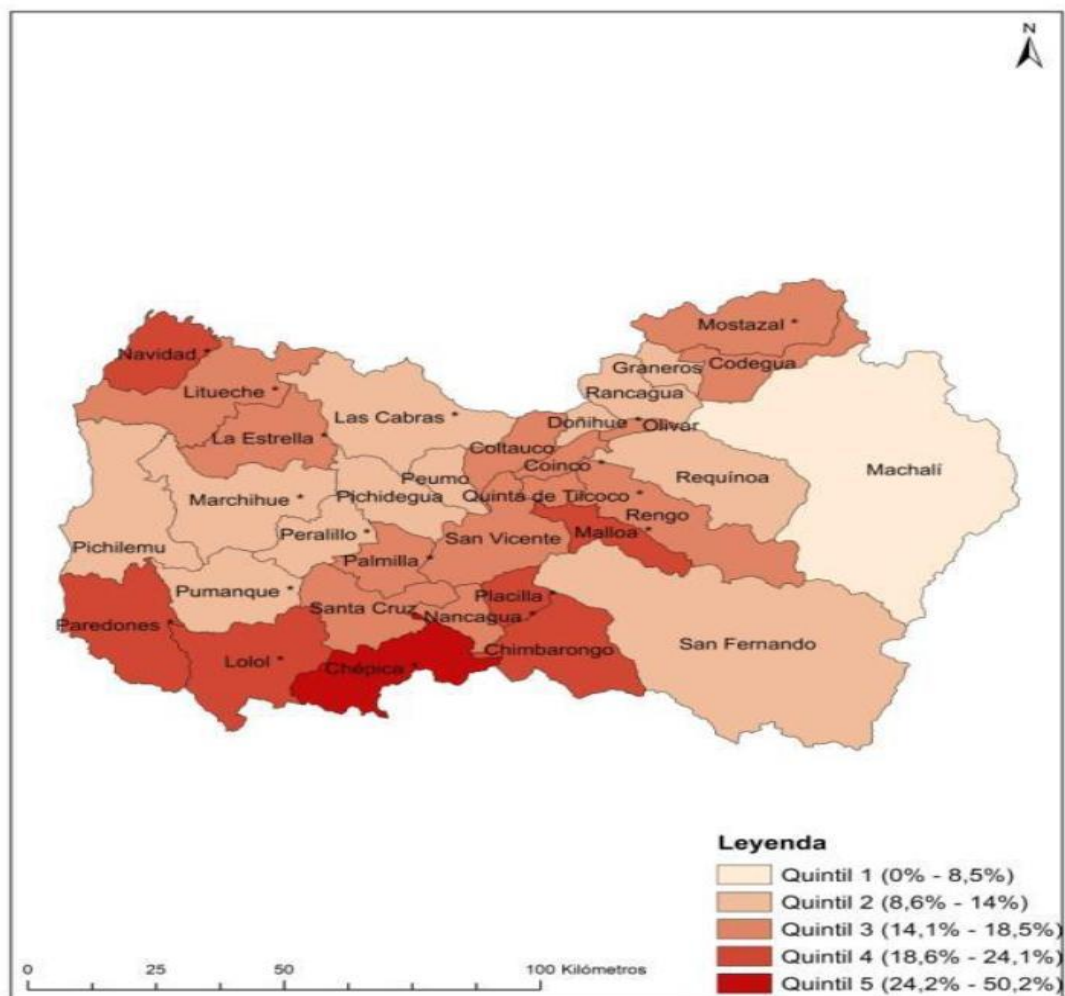 N
Mostazal *
Navidad *
Codegua
Graneros
Litueche *
Rancagua
Las Cabras *
Doñihue *
Olivar
La Estrella *
Coltauco
Coinco *
Machalí
Peumo
Requínoa
Marchihue *
Pichidegua
Quinta de Tilcoco *
Rengo
Peralillo *
San Vicente
Malloa *
Pichilemu
Palmilla *
Pumanque *
Placilla *
Santa Cruz
Nancagua *
Paredones *
San Fernando
Chimbarongo
Lolol *
Chépica *
Leyenda
Quintil 1 (0% - 8,5%)
Quintil 2 (8,6% - 14%)
Quintil 3 (14,1% - 18,5%)
Quintil 4 (18,6% - 24,1%)
Quintil 5 (24,2% - 50,2%)
0 25 50 100 Kilómetros